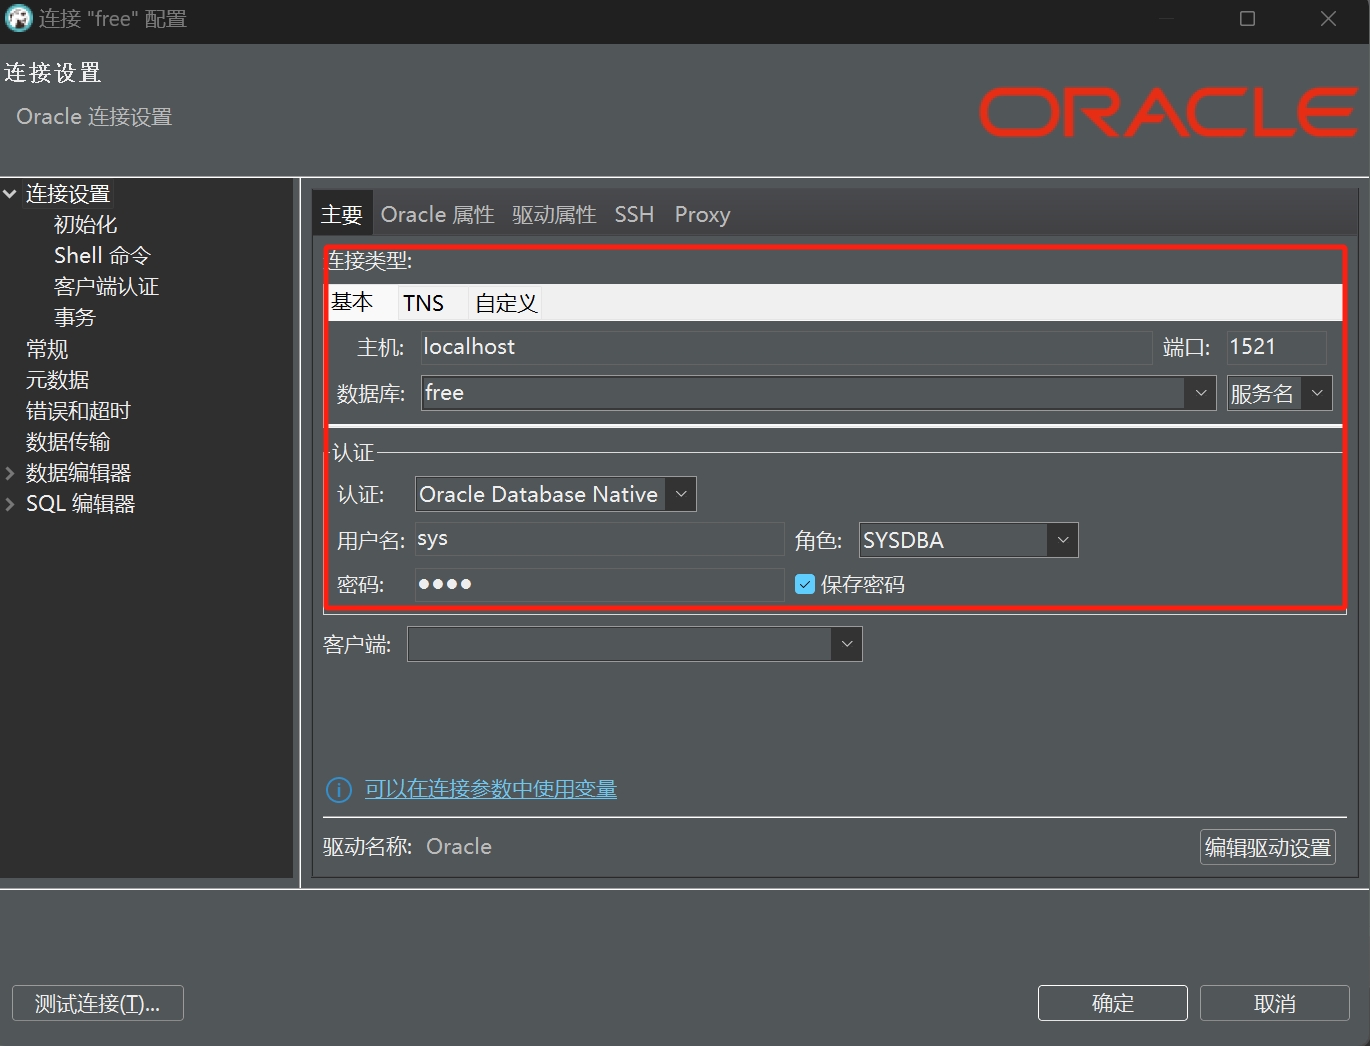 连接 "free" 配置
连接设置
Oracle 连接设置
ORACLE
连接设置
初始化
Shell 命令
客户端认证
事务
常规
元数据
错误和超时
数据传输
数据编辑器
SQL 编辑器
主要 Oracle 属性 驱动属性 SSH Proxy
连接类型:
基本 TNS 自定义
主机: localhost 端口: 1521
数据库: free 服务名
认证
认证: Oracle Database Native
用户名: sys 角色: SYSDBA
密码: ●●●● 保存密码
客户端:
可以在连接参数中使用变量
驱动名称: Oracle 编辑驱动设置
测试连接(T)... 确定 取消